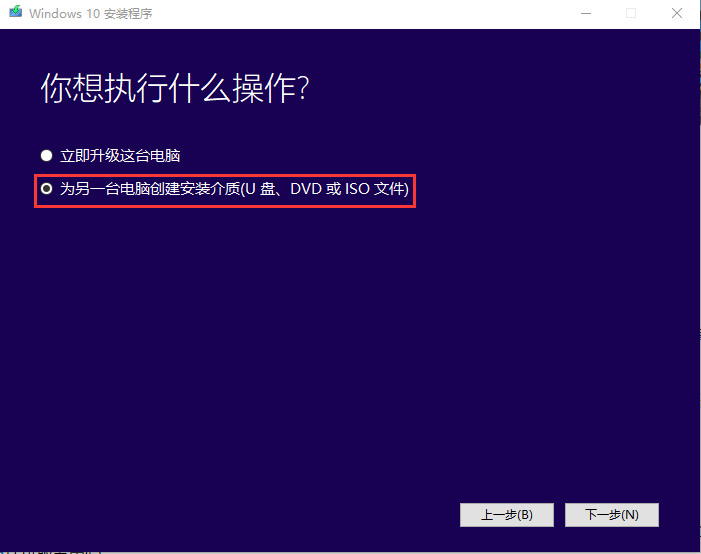 Windows 10 安装程序
你想执行什么操作?
立即升级这台电脑
为另一台电脑创建安装介质(U 盘、DVD 或 ISO 文件)
上一步(B)
下一步(N)